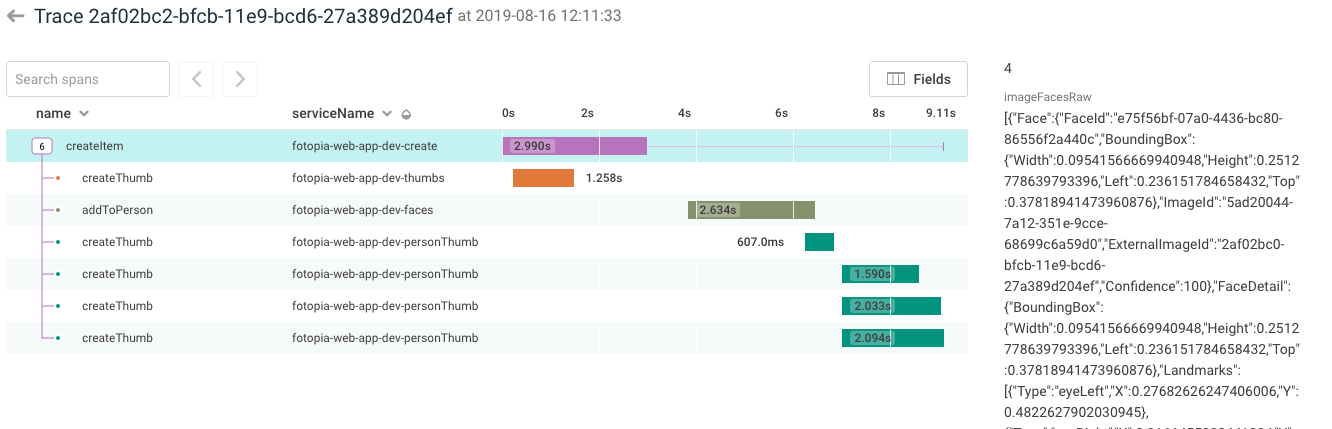 Trace 2af02bc2-bfcb-11e9-bcd6-27a389d204ef at 2019-08-16 12:11:33
Search spans
Fields
name serviceName 0s 2s 4s 6s 8s 9.11s
6 createItem fotopia-web-app-dev-create 2.990s
createThumb fotopia-web-app-dev-thumbs 1.258s
addToPerson fotopia-web-app-dev-faces 2.634s
createThumb fotopia-web-app-dev-personThumb 607.0ms
createThumb fotopia-web-app-dev-personThumb 1.590s
createThumb fotopia-web-app-dev-personThumb 2.033s
createThumb fotopia-web-app-dev-personThumb 2.094s
4
imageFacesRaw
[{"Face":{"FaceId":"e75f56bf-07a0-4436-bc80-
86556f2a440c","BoundingBox":
{"Width":0.09541566669940948,"Height":0.2512
778639793396,"Left":0.236151784658432,"Top"
:0.37818941473960876},"ImageId":"5ad20044-
7a12-351e-9cce-
68699c6a59d0","ExternalImageId":"2af02bc0-
bfcb-11e9-bcd6-
27a389d204ef","Confidence":100},"FaceDetail":
{"BoundingBox":
{"Width":0.09541566669940948,"Height":0.2512
778639793396,"Left":0.236151784658432,"Top"
:0.37818941473960876},"Landmarks":
[{"Type":"eyeLeft","X":0.27682626247406006,"Y":
0.4822627902030945},